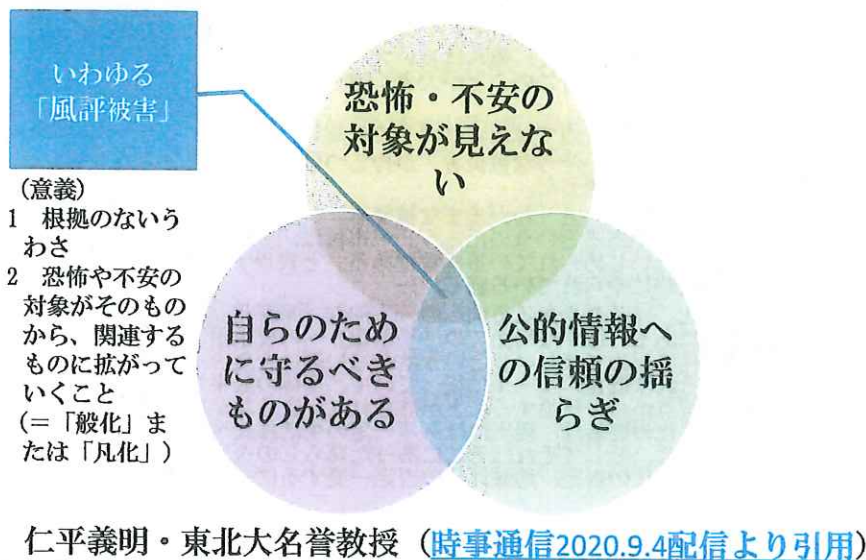 いわゆる
「風評被害」
(意義)
1 根拠のないう
わさ
2 恐怖や不安の
対象がそのもの
から、関連する
ものに拡がって
いくこと
(=「般化」ま
たは「凡化」)
恐怖・不安の
対象が見えな
い
自らのため
に守るべき
ものがある
公的情報へ
の信頼の揺
らぎ
仁平義明・東北大名誉教授(時事通信2020.9.4配信より引用)